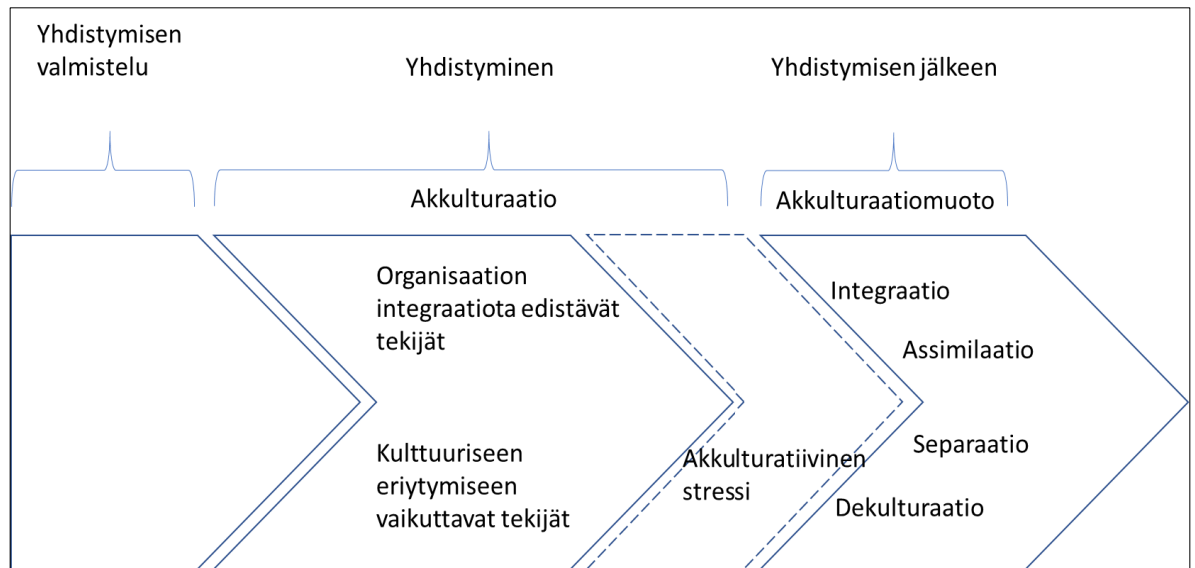 Yhdistymisen
valmistelu
Yhdistyminen
Yhdistymisen jälkeen
Akkulturaatio
Akkulturaatiomuoto
Organisaation
integraatiota edistävät
tekijät
Kulttuuriseen
eriytymiseen
vaikuttavat tekijät
Akkulturatiivinen
stressi
Integraatio
Assimilaatio
Separaatio
Dekulturaatio